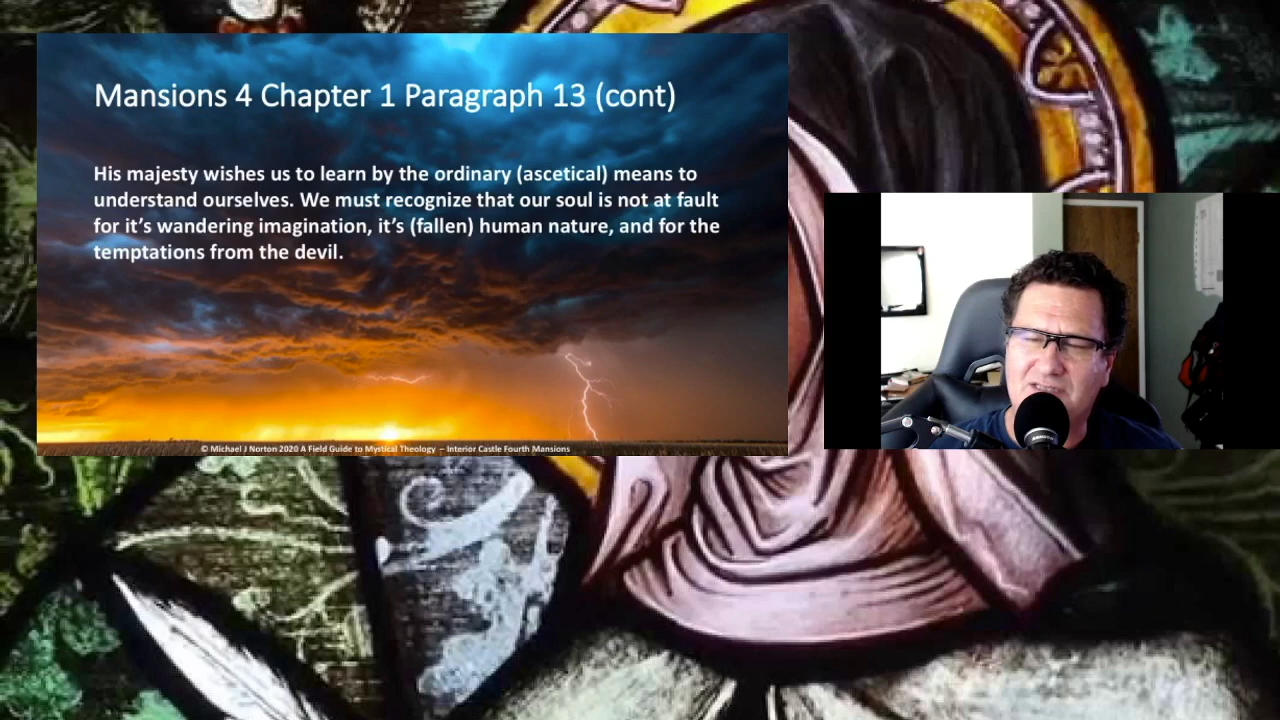 Mansions 4 Chapter 1 Paragraph 13 (cont)
His majesty wishes us to learn by the ordinary (ascetical) means to
understand ourselves. We must recognize that our soul is not at fault
for it’s wandering imagination, it’s (fallen) human nature, and for the
temptations from the devil.
© Michael J Norton 2020 A Field Guide to Mystical Theology – Interior Castle Fourth Mansions